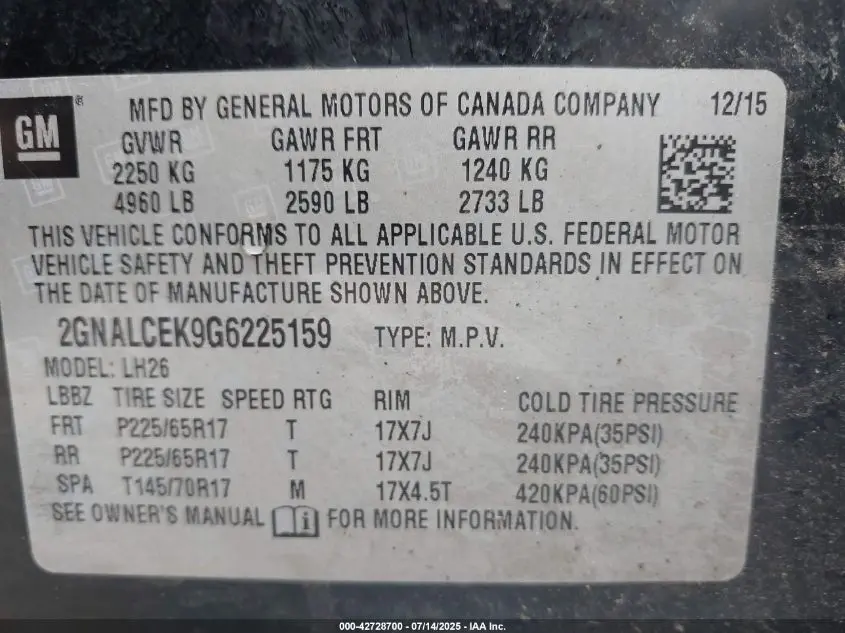 GM ® MFD BY GENERAL MOTORS OF CANADA COMPANY 12/15
GVWR GAWR FRT GAWR RR
2250 KG 1175 KG 1240 KG
4960 LB 2590 LB 2733 LB
THIS VEHICLE CONFORMS TO ALL APPLICABLE U.S. FEDERAL MOTOR
VEHICLE SAFETY AND THEFT PREVENTION STANDARDS IN EFFECT ON
THE DATE OF MANUFACTURE SHOWN ABOVE.
2GNALCEK9G6225159 TYPE: M.P.V.
MODEL: LH26
LBBZ TIRE SIZE SPEED RTG RIM COLD TIRE PRESSURE
FRT P225/65R17 T 17X7J 240KPA(35PSI)
RR P225/65R17 T 17X7J 240KPA(35PSI)
SPA T145/70R17 M 17X4.5T 420KPA(60PSI)
SEE OWNER'S MANUAL FOR MORE INFORMATION.
000-42728700 - 07/14/2025 - IAA Inc.